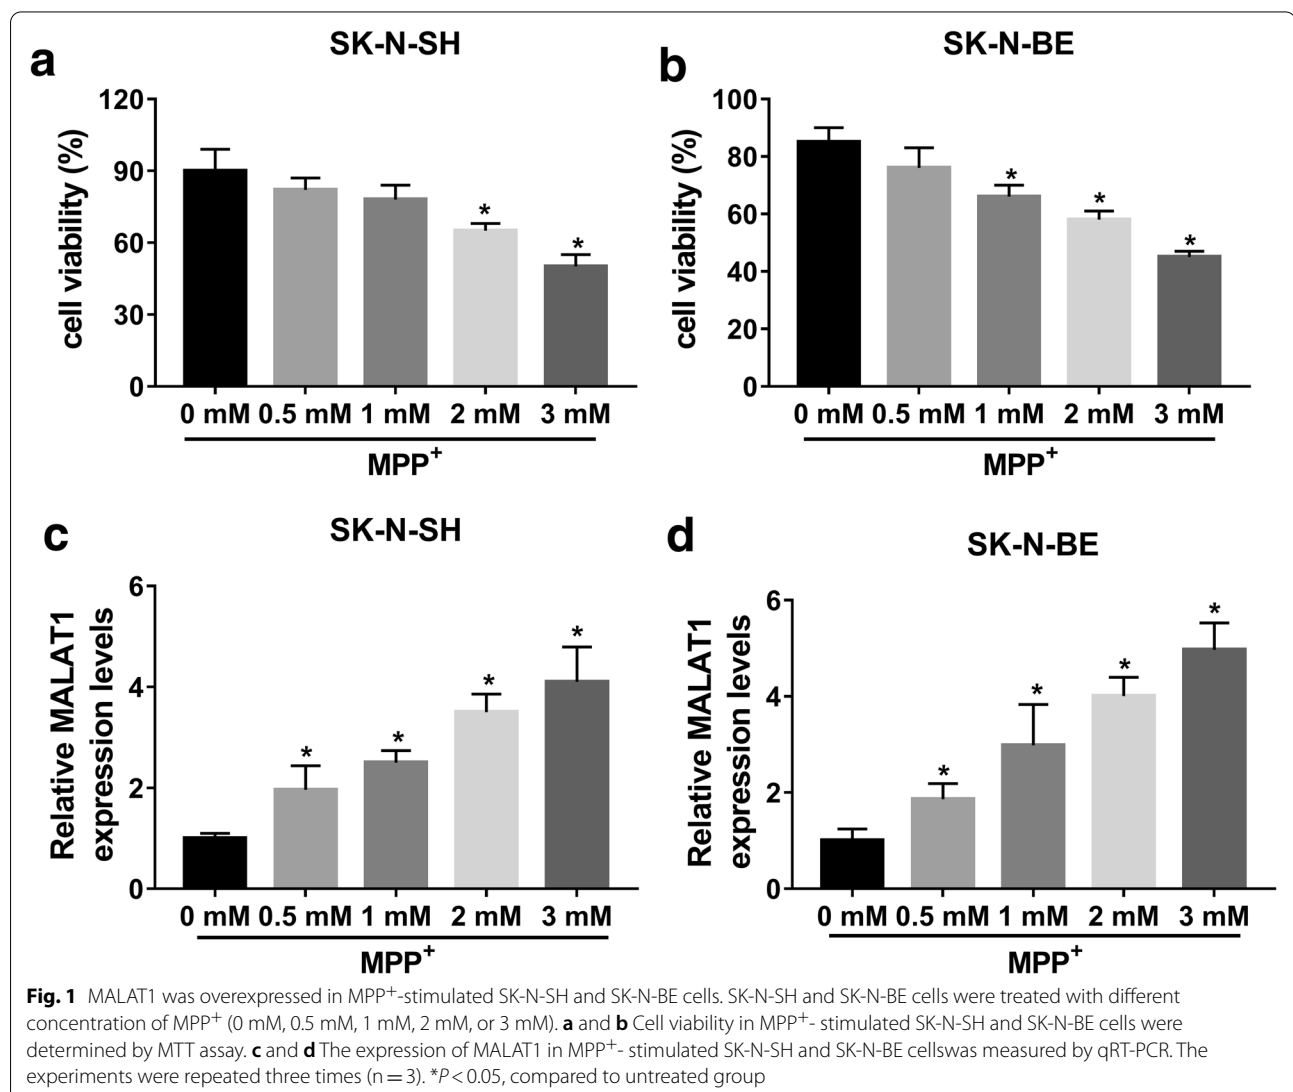 a
SK-N-SH
cell viability (%)
120
90
60
30
0
*
*
0 mM 0.5 mM 1 mM 2 mM 3 mM
MPP+
b
SK-N-BE
cell viability (%)
100
80
60
40
20
0
*
*
*
0 mM 0.5 mM 1 mM 2 mM 3 mM
MPP+
c
SK-N-SH
Relative MALAT1
expression levels
6
4
2
0
*
*
*
*
0 mM 0.5 mM 1 mM 2 mM 3 mM
MPP+
d
SK-N-BE
Relative MALAT1
expression levels
6
4
2
0
*
*
*
*
0 mM 0.5 mM 1 mM 2 mM 3 mM
MPP+
Fig. 1 MALAT1 was overexpressed in MPP+-stimulated SK-N-SH and SK-N-BE cells. SK-N-SH and SK-N-BE cells were treated with different
concentration of MPP+ (0 mM, 0.5 mM, 1 mM, 2 mM, or 3 mM). a and b Cell viability in MPP+- stimulated SK-N-SH and SK-N-BE cells were
determined by MTT assay. c and d The expression of MALAT1 in MPP+- stimulated SK-N-SH and SK-N-BE cellswas measured by qRT-PCR. The
experiments were repeated three times (n = 3). *P < 0.05, compared to untreated group